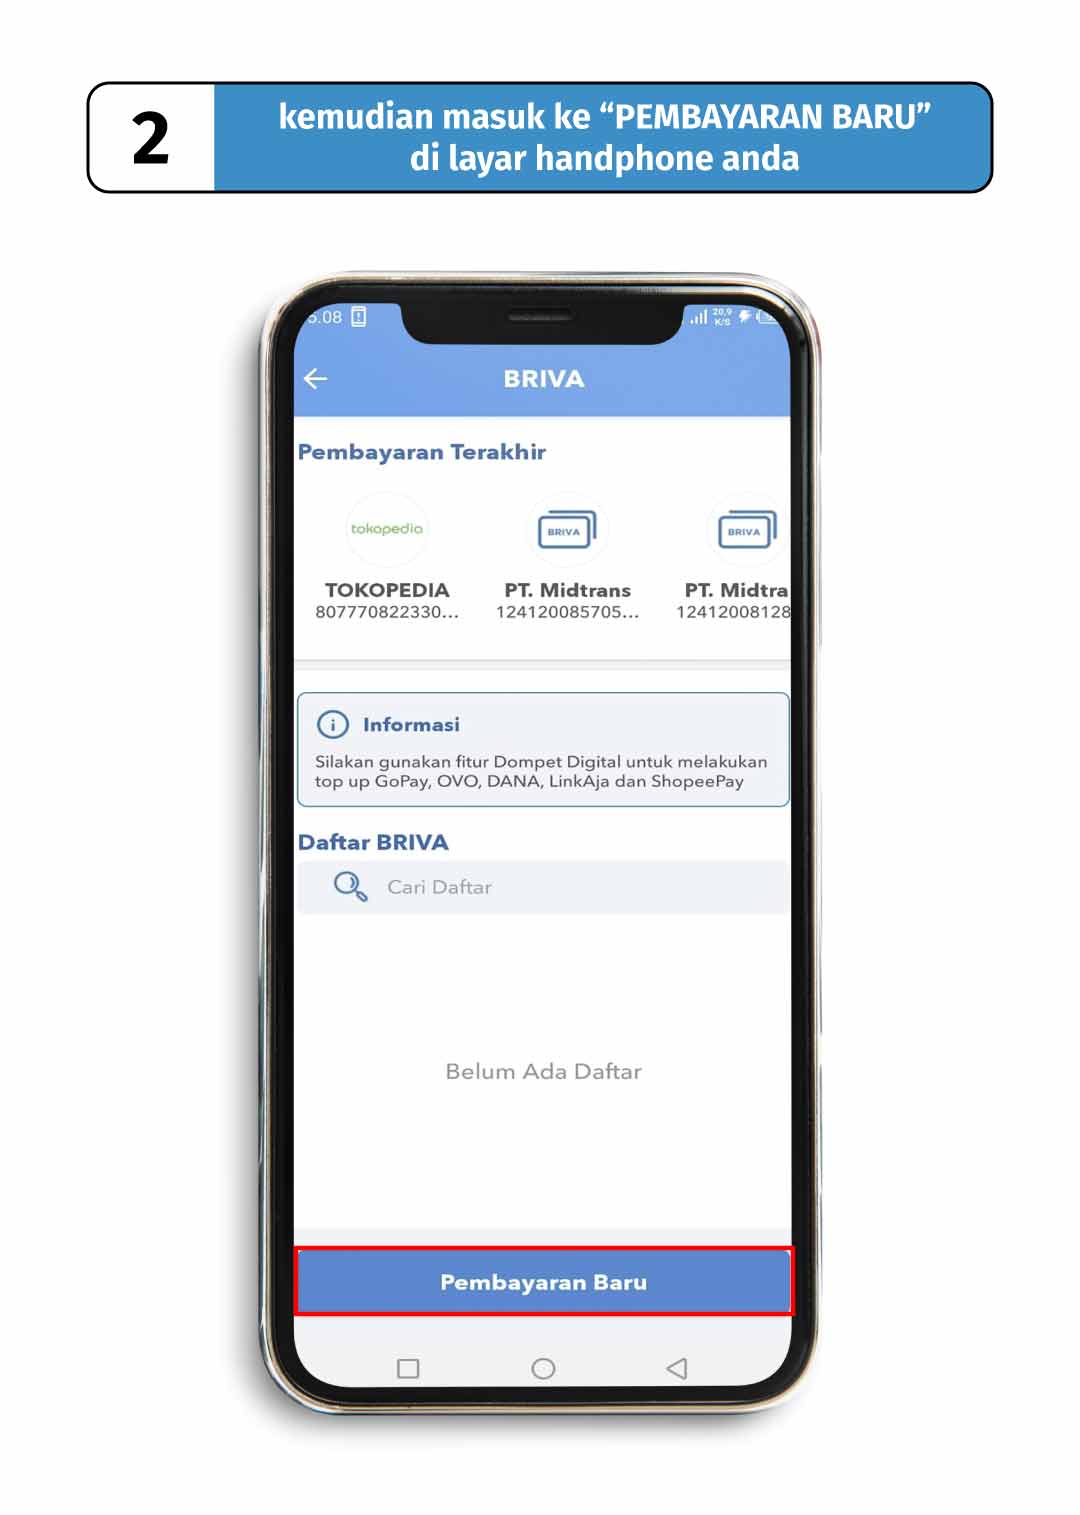 2
kemudian masuk ke “PEMBAYARAN BARU”
di layar handphone anda
5.08
20,9
K/S
BRIVA
Pembayaran Terakhir
tokopedia
BRIVA
BRIVA
TOKOPEDIA
PT. Midtrans
PT. Midtra
807770822330...
124120085705...
12412008128
Informasi
Silakan gunakan fitur Dompet Digital untuk melakukan
top up GoPay, OVO, DANA, LinkAja dan ShopeePay
Daftar BRIVA
Cari Daftar
Belum Ada Daftar
Pembayaran Baru